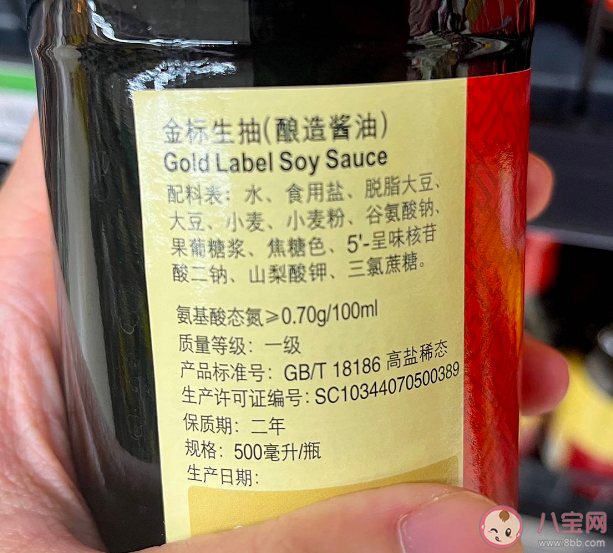 金标生抽(酿造酱油)
Gold Label Soy Sauce
配料表：水、食用盐、脱脂大豆、
大豆、小麦、小麦粉、谷氨酸钠、
果葡糖浆、焦糖色、5'-呈味核苷
酸二钠、山梨酸钾、三氯蔗糖。
氨基酸态氮≥0.70g/100ml
质量等级：一级
产品标准号：GB/T 18186 高盐稀态
生产许可证编号：SC10344070500389
保质期：二年
规格：500毫升/瓶
生产日期：
八宝网
www.8bb.com